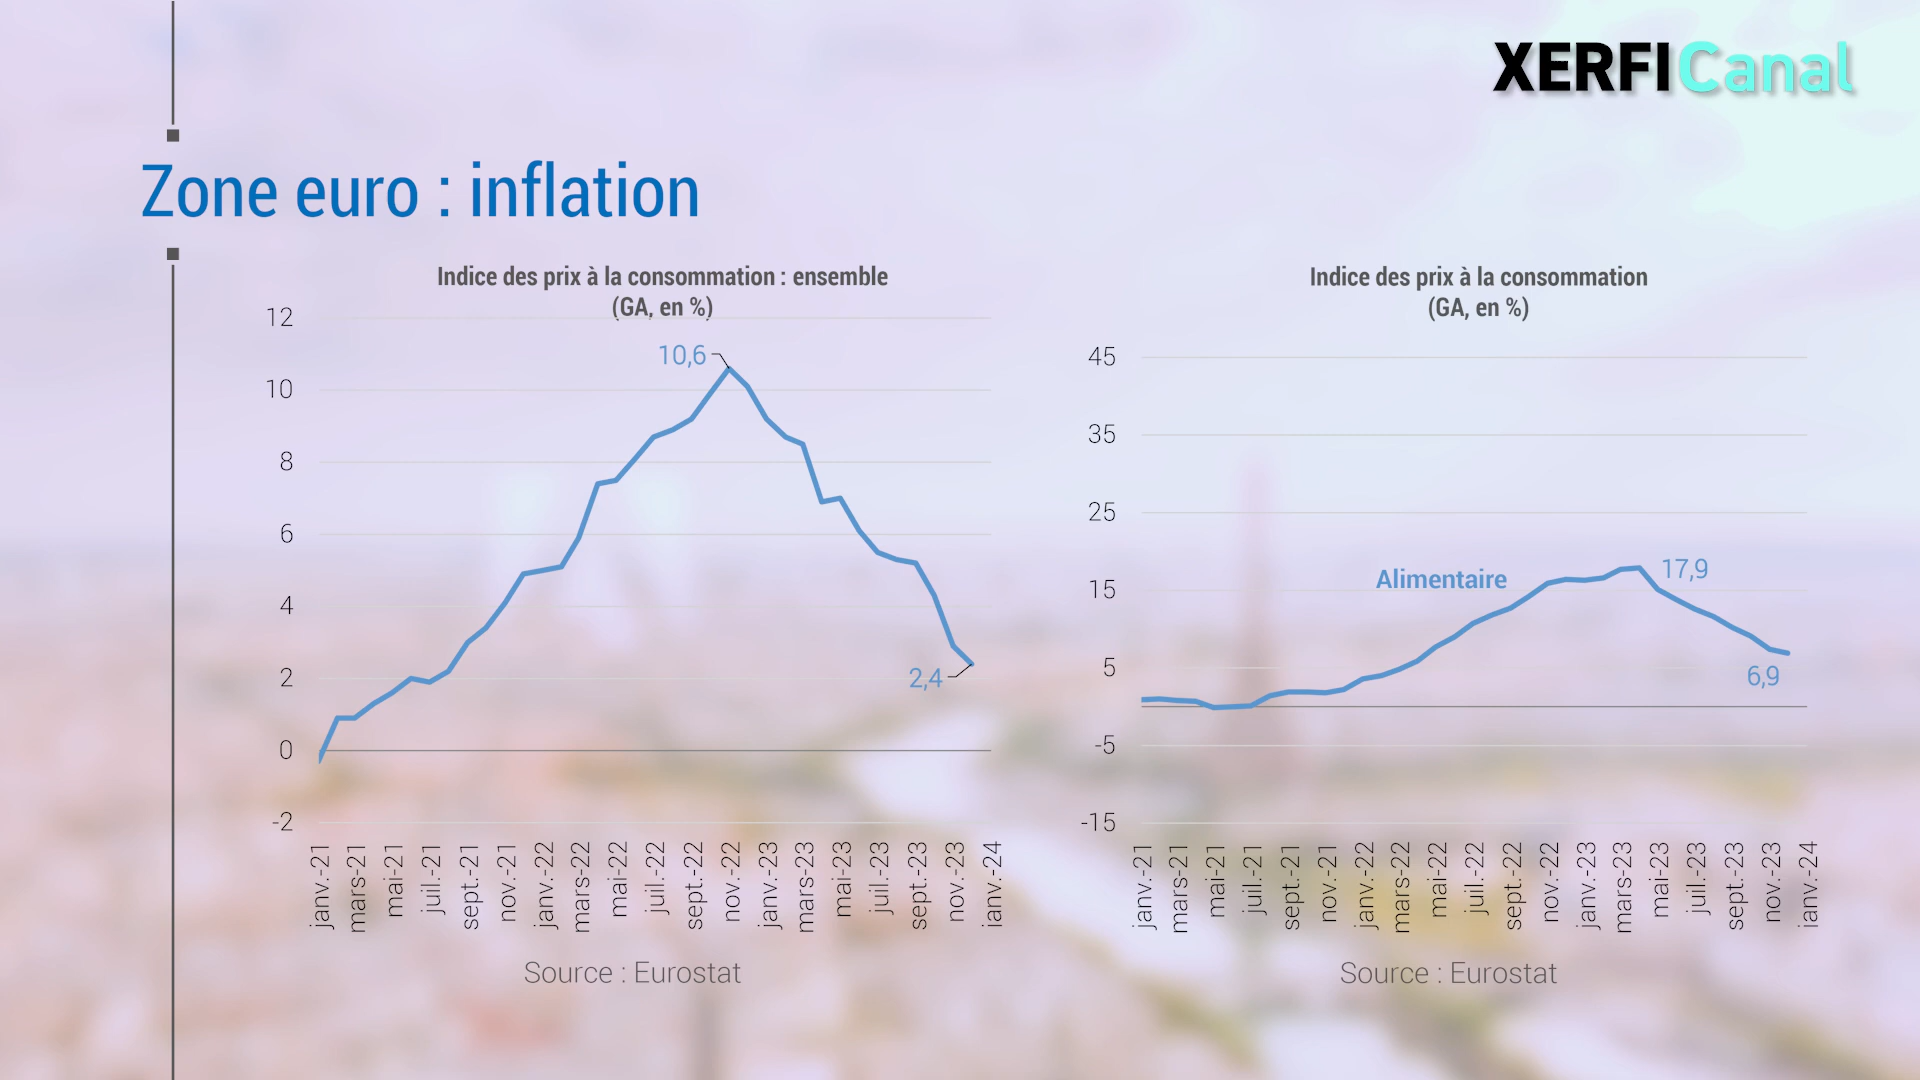 XERFI Canal
Zone euro : inflation
Indice des prix à la consommation : ensemble
(GA, en %)
12
10
8
6
4
2
0
-2
10,6
2,4
janv.-21
mars-21
mai-21
juil.-21
sept.-21
nov.-21
janv.-22
mars-22
mai-22
juil.-22
sept.-22
nov.-22
janv.-23
mars-23
mai-23
juil.-23
sept.-23
nov.-23
janv.-24
Source : Eurostat
Indice des prix à la consommation
(GA, en %)
45
35
25
15
5
-5
-15
Alimentaire
17,9
6,9
janv.-21
mars-21
mai-21
juil.-21
sept.-21
nov.-21
janv.-22
mars-22
mai-22
juil.-22
sept.-22
nov.-22
janv.-23
mars-23
mai-23
juil.-23
sept.-23
nov.-23
janv.-24
Source : Eurostat